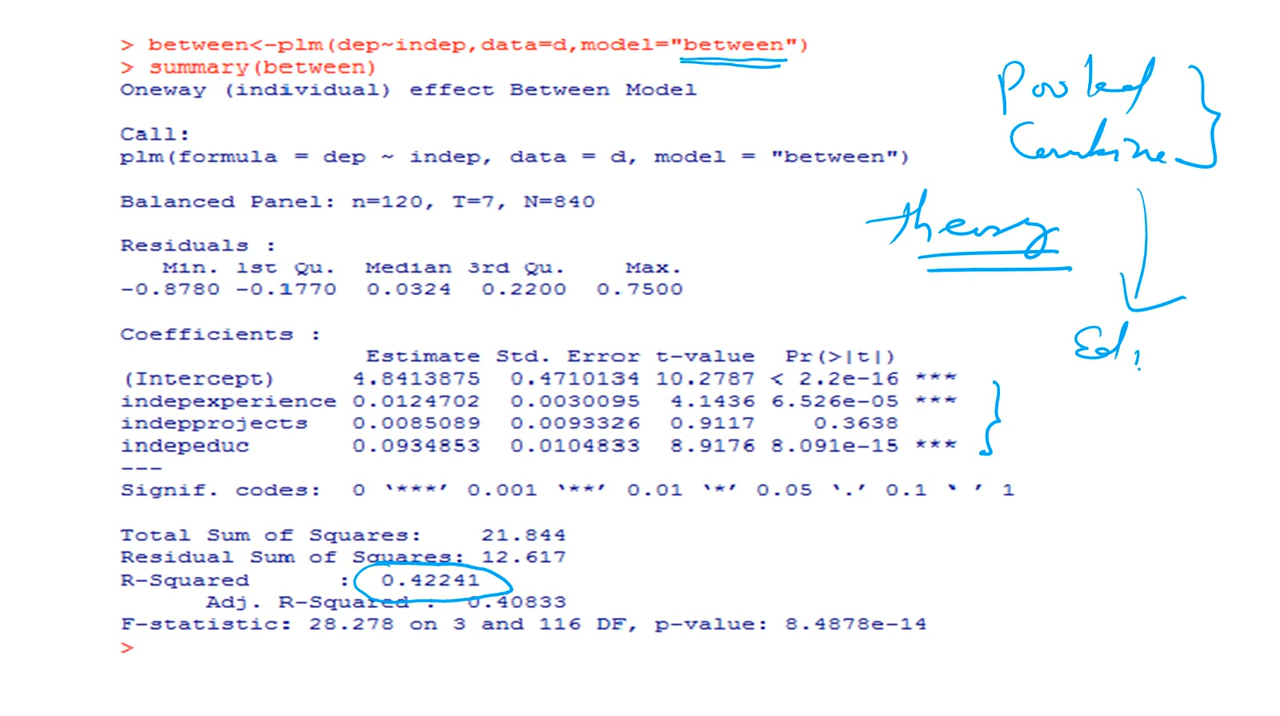 > between<-plm(dep~indep,data=d,model="between")
> summary(between)
Oneway (individual) effect Between Model
Call:
plm(formula = dep ~ indep, data = d, model = "between")
Balanced Panel: n=120, T=7, N=840
Residuals :
Min. 1st Qu. Median 3rd Qu. Max.
-0.8780 -0.1770 0.0324 0.2200 0.7500
Coefficients :
Estimate Std. Error t-value Pr(>|t|)
(Intercept) 4.8413875 0.4710134 10.2787 < 2.2e-16 ***
indepexperience 0.0124702 0.0030095 4.1436 6.526e-05 ***
indepprojects 0.0085089 0.0093326 0.9117 0.3638
indepeduc 0.0934853 0.0104833 8.9176 8.091e-15 ***
---
Signif. codes: 0 '***' 0.001 '**' 0.01 '*' 0.05 '.' 0.1 ' ' 1
Total Sum of Squares: 21.844
Residual Sum of Squares: 12.617
R-Squared : 0.42241
Adj. R-Squared : 0.40833
F-statistic: 28.278 on 3 and 116 DF, p-value: 8.4878e-14
>
Pooled
Combine
theory